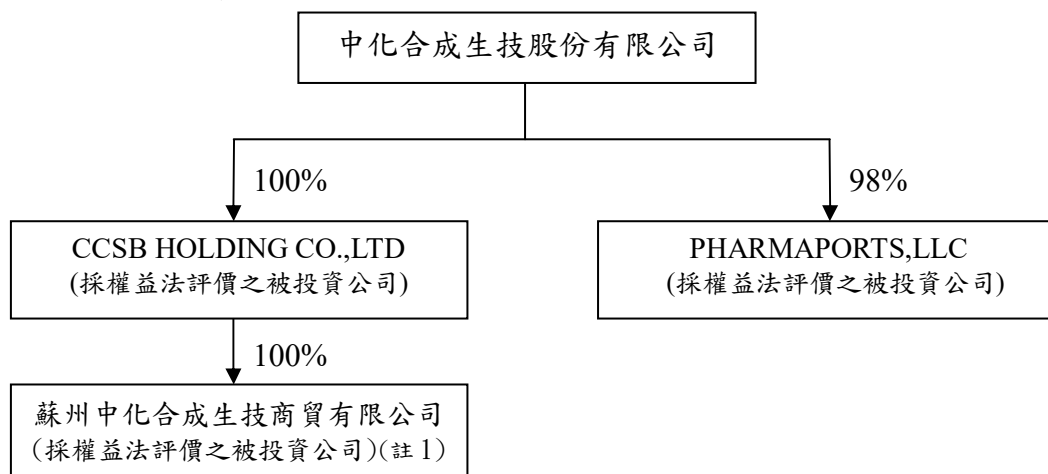 中化合成生技股份有限公司
100%
98%
CCSB HOLDING CO.,LTD
(採權益法評價之被投資公司)
PHARMAPORTS,LLC
(採權益法評價之被投資公司)
100%
蘇州中化合成生技商貿有限公司
(採權益法評價之被投資公司)(註1)